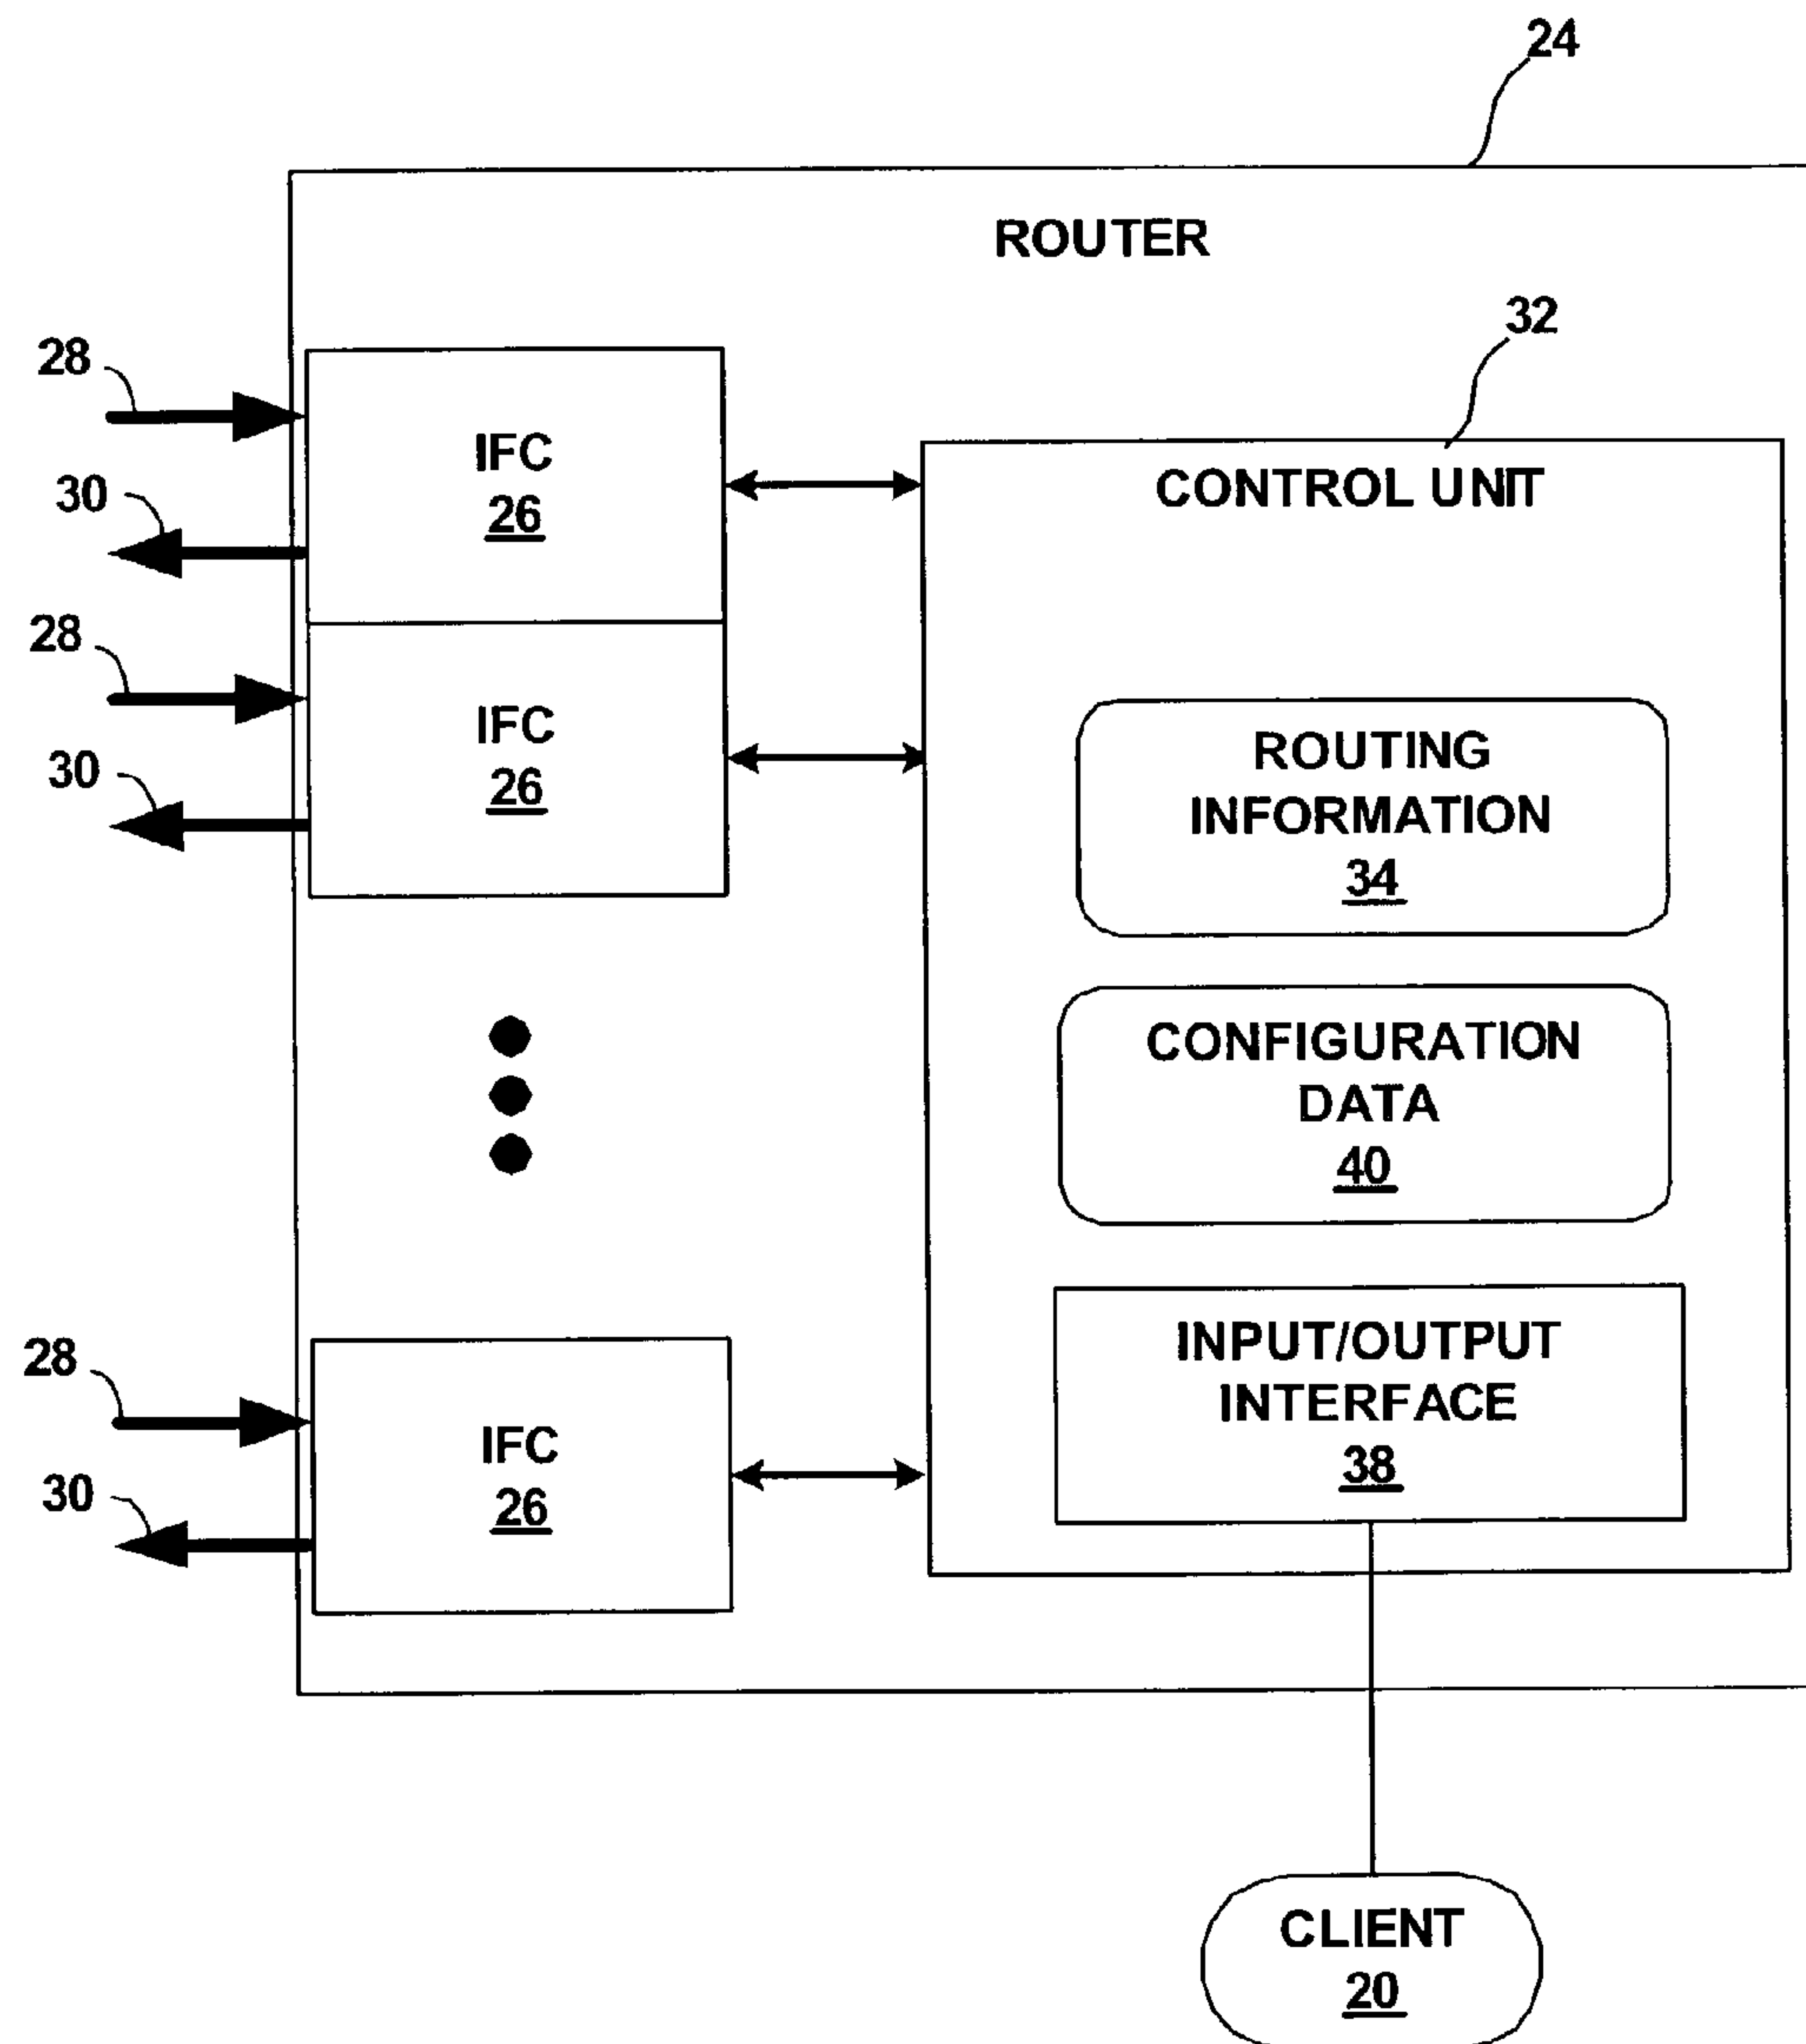 24
ROUTER
32
28
IFC
26
30
CONTROL UNIT
28
IFC
26
30
ROUTING
INFORMATION
34
CONFIGURATION
DATA
40
28
IFC
26
30
INPUT/OUTPUT
INTERFACE
38
CLIENT
20